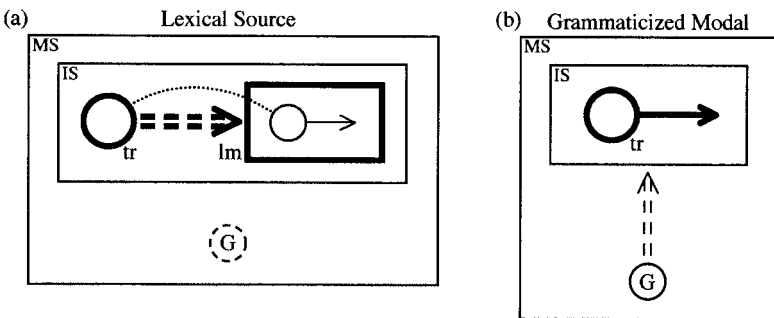 (a) Lexical Source
MS
IS
tr
lm
G
(b) Grammaticized Modal
MS
IS
tr
G